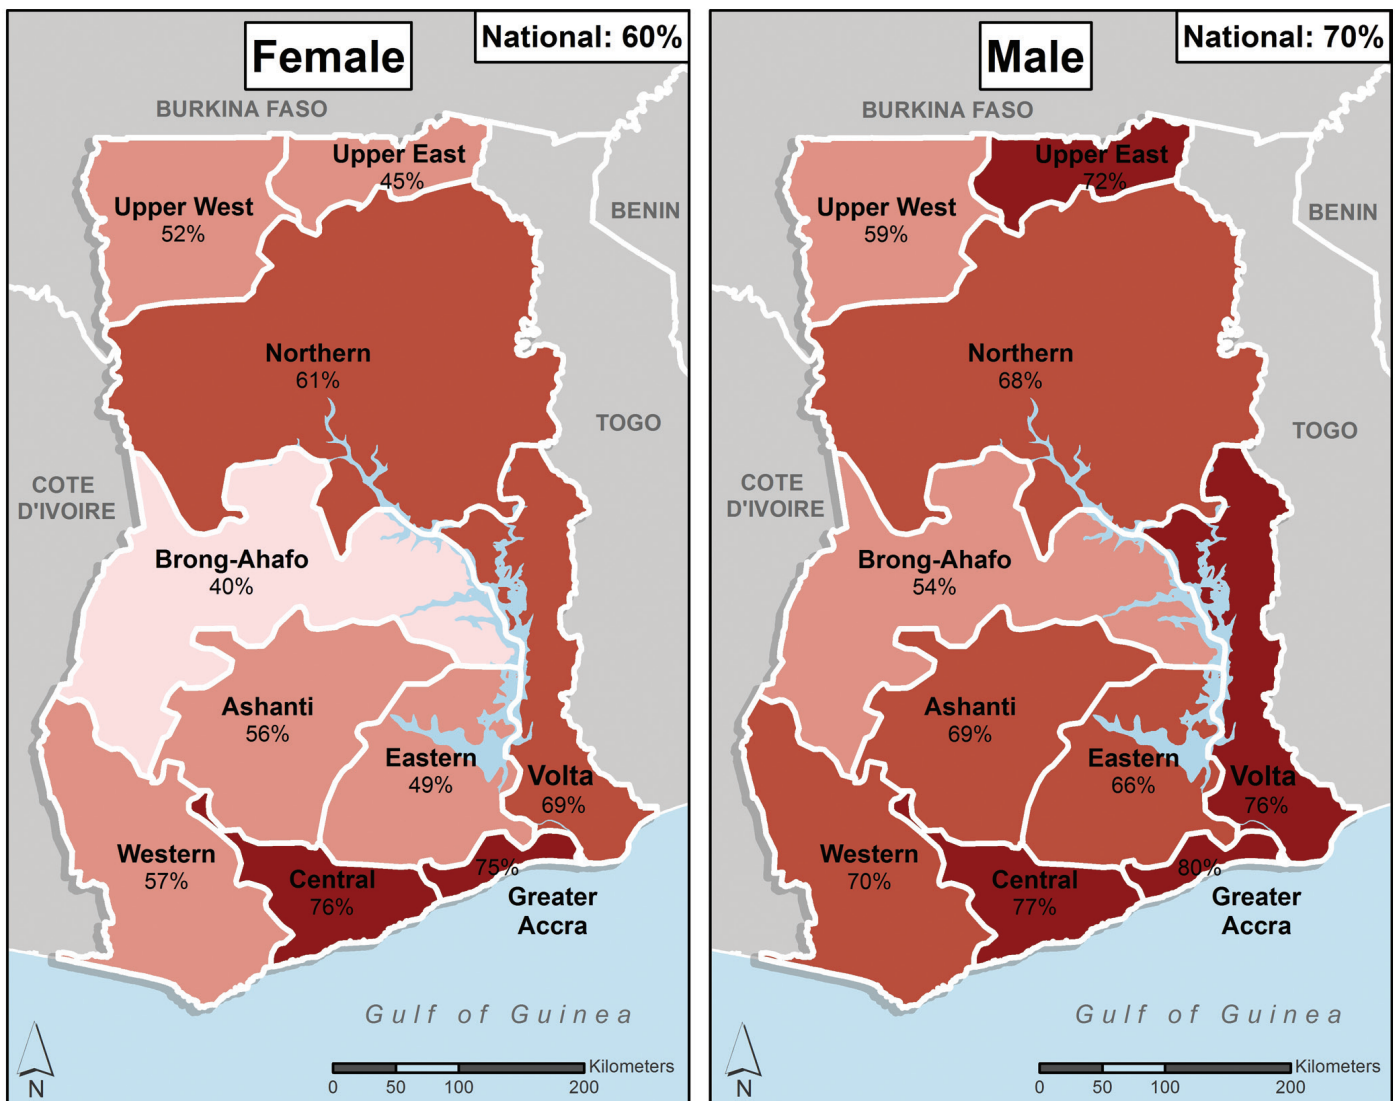 Female
National: 60%
BURKINA FASO
Upper East
45%
Upper West
52%
BENIN
Northern
61%
TOGO
COTE
D'IVOIRE
Brong-Ahafo
40%
Ashanti
56%
Eastern
49%
Volta
69%
Western
57%
Central
76%
75%
Greater
Accra
Gulf of Guinea
N
Kilometers
0 50 100 200
Male
National: 70%
BURKINA FASO
Upper East
72%
Upper West
59%
BENIN
Northern
68%
TOGO
COTE
D'IVOIRE
Brong-Ahafo
54%
Ashanti
69%
Eastern
66%
Volta
76%
Western
70%
Central
77%
80%
Greater
Accra
Gulf of Guinea
N
Kilometers
0 50 100 200